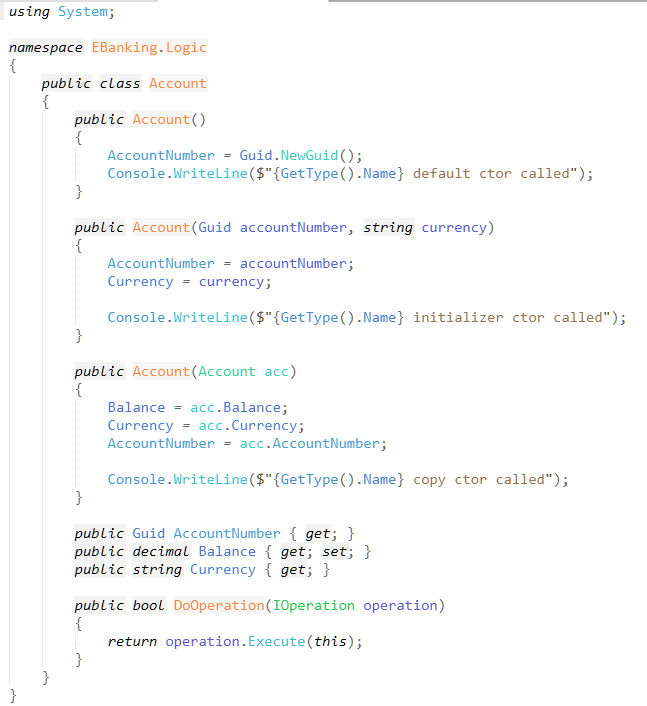 using System;
namespace EBanking.Logic
{
public class Account
{
public Account()
{
AccountNumber = Guid.NewGuid();
Console.WriteLine($"{GetType().Name} default ctor called");
}
public Account(Guid accountNumber, string currency)
{
AccountNumber = accountNumber;
Currency = currency;
Console.WriteLine($"{GetType().Name} initializer ctor called");
}
public Account(Account acc)
{
Balance = acc.Balance;
Currency = acc.Currency;
AccountNumber = acc.AccountNumber;
Console.WriteLine($"{GetType().Name} copy ctor called");
}
public Guid AccountNumber { get; }
public decimal Balance { get; set; }
public string Currency { get; }
public bool DoOperation(IOperation operation)
{
return operation.Execute(this);
}
}
}